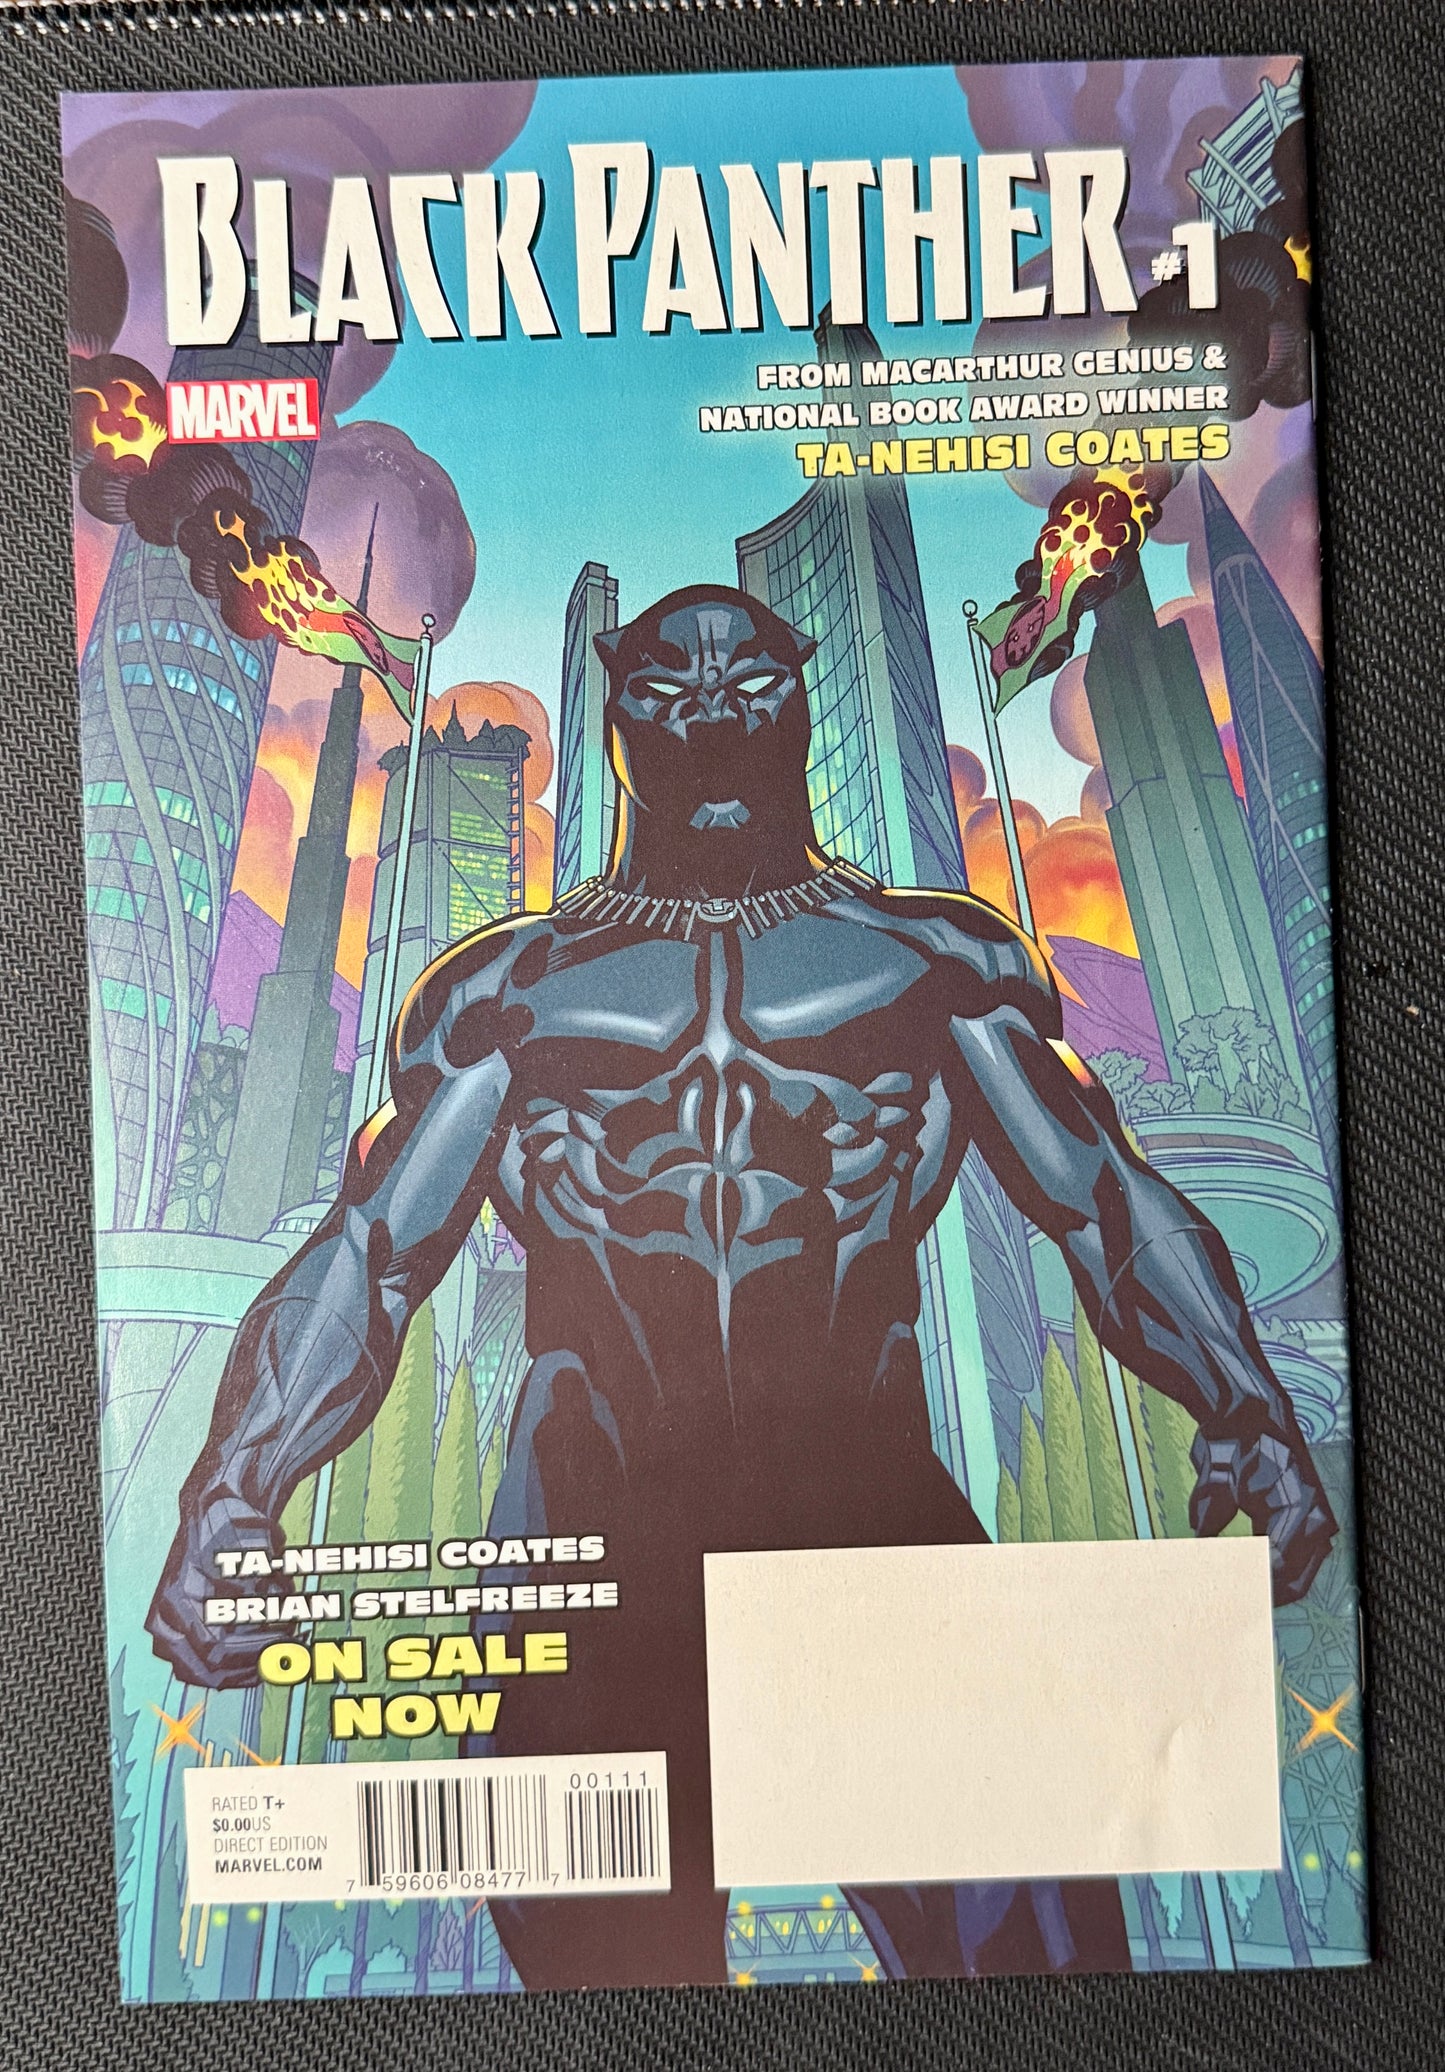 BLACK PANTHER #1
MARVEL
FROM MACARTHUR GENIUS &
NATIONAL BOOK AWARD WINNER
TA-NEHISI COATES
TA-NEHISI COATES
BRIAN STELFREEZE
ON SALE
NOW
RATED T+
$0.00US
DIRECT EDITION
MARVEL.COM
00111
7 59606 08477 7